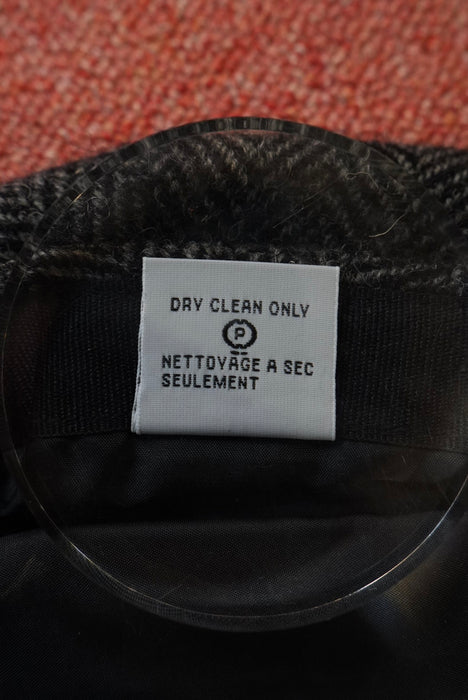 DRY CLEAN ONLY
P
NETTOYAGE A SEC
SEULEMENT